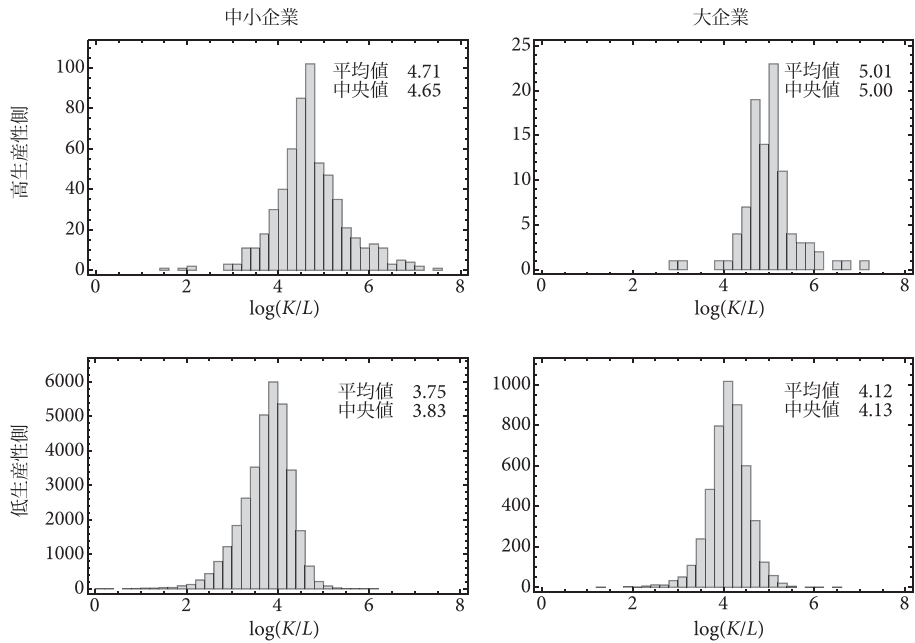 中小企業
大企業
高生産性側
100
80
60
40
20
0
平均値 4.71
中央値 4.65
0 2 4 6 8
log(K/L)
25
20
15
10
5
0
平均値 5.01
中央値 5.00
0 2 4 6 8
log(K/L)
低生産性側
6000
5000
4000
3000
2000
1000
0
平均値 3.75
中央値 3.83
0 2 4 6 8
log(K/L)
1000
800
600
400
200
0
平均値 4.12
中央値 4.13
0 2 4 6 8
log(K/L)